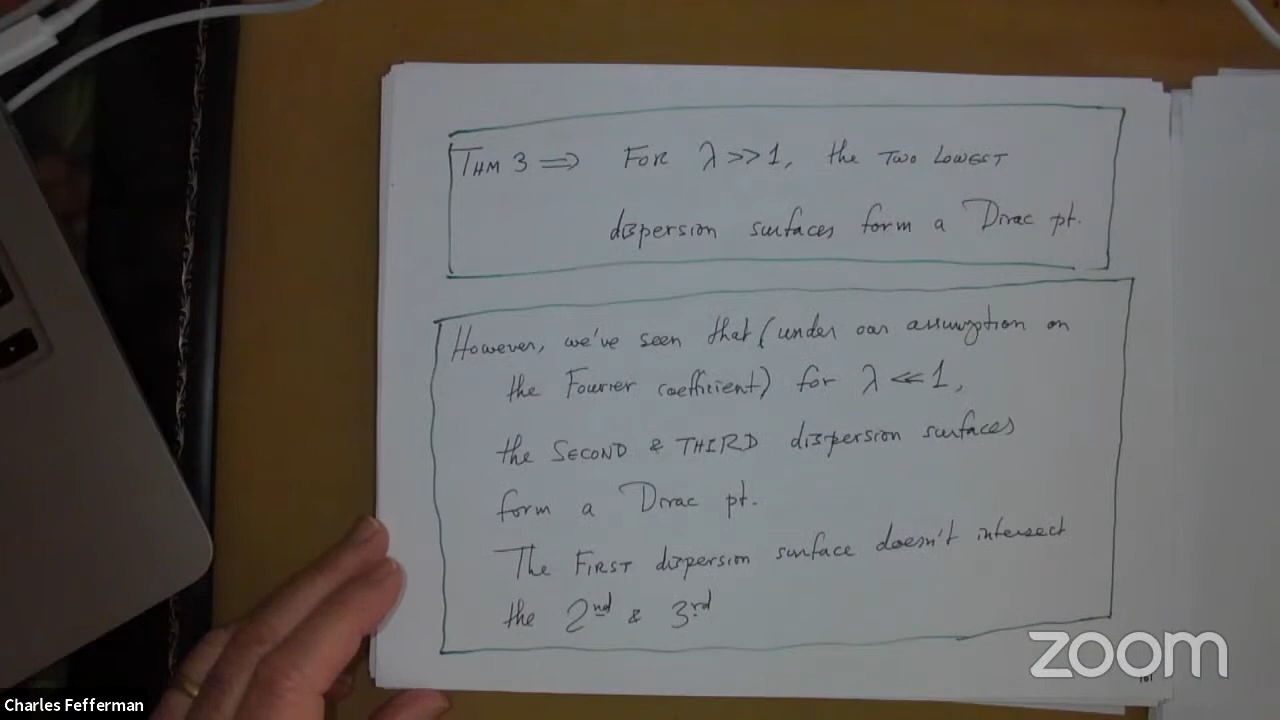 THM 3 ⟹ FOR λ >> 1, the TWO LOWEST
dispersion surfaces form a Dirac pt.
However, we've seen that (under our assumption on
the Fourier coefficient) for λ << 1,
the SECOND & THIRD dispersion surfaces
form a Dirac pt.
The FIRST dispersion surface doesn't intersect
the 2nd & 3rd
zoom
Charles Fefferman